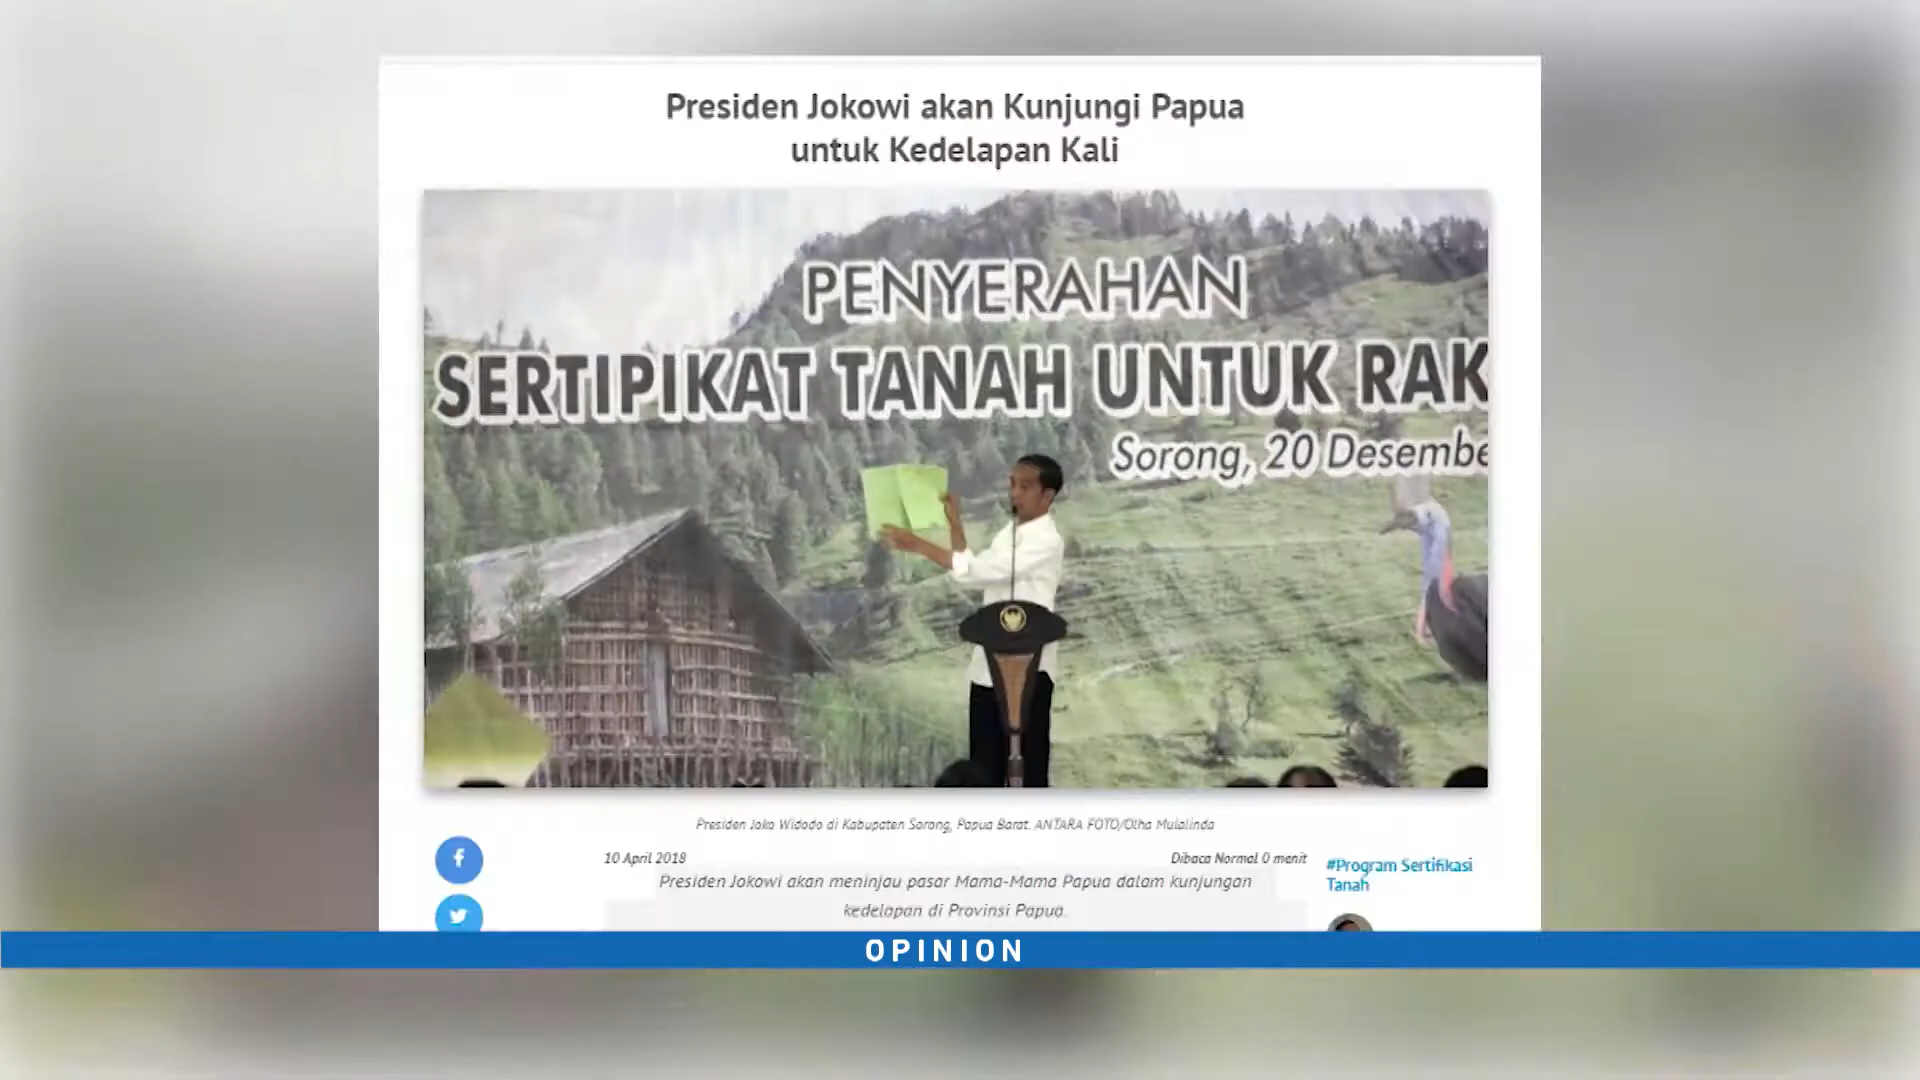 Presiden Jokowi akan Kunjungi Papua
untuk Kedelapan Kali
PENYERAHAN
SERTIPIKAT TANAH UNTUK RAK
Sorong, 20 Desembe
Presiden Joko Widodo di Kabupaten Sorong, Papua Barat. ANTARA FOTO/Olha Mulalinda
10 April 2018
Dibaca Normal 0 menit
Presiden Jokowi akan meninjau pasar Mama-Mama Papua dalam kunjungan
kedelapan di Provinsi Papua.
#Program Sertifikasi
Tanah
OPINION